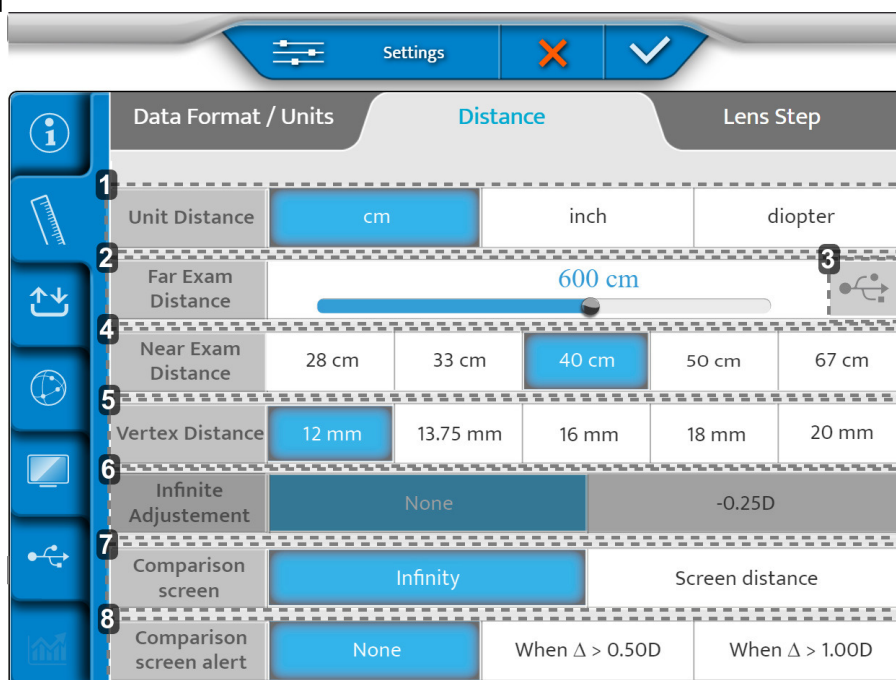 Settings
Data Format / Units Distance Lens Step
1
Unit Distance cm inch diopter
2 3
Far Exam
Distance
600 cm
4
Near Exam
Distance
28 cm 33 cm 40 cm 50 cm 67 cm
5
Vertex Distance 12 mm 13.75 mm 16 mm 18 mm 20 mm
6
Infinite
Adjustement
None -0.25D
7
Comparison
screen
Infinity Screen distance
8
Comparison
screen alert
None When Δ > 0.50D When Δ > 1.00D